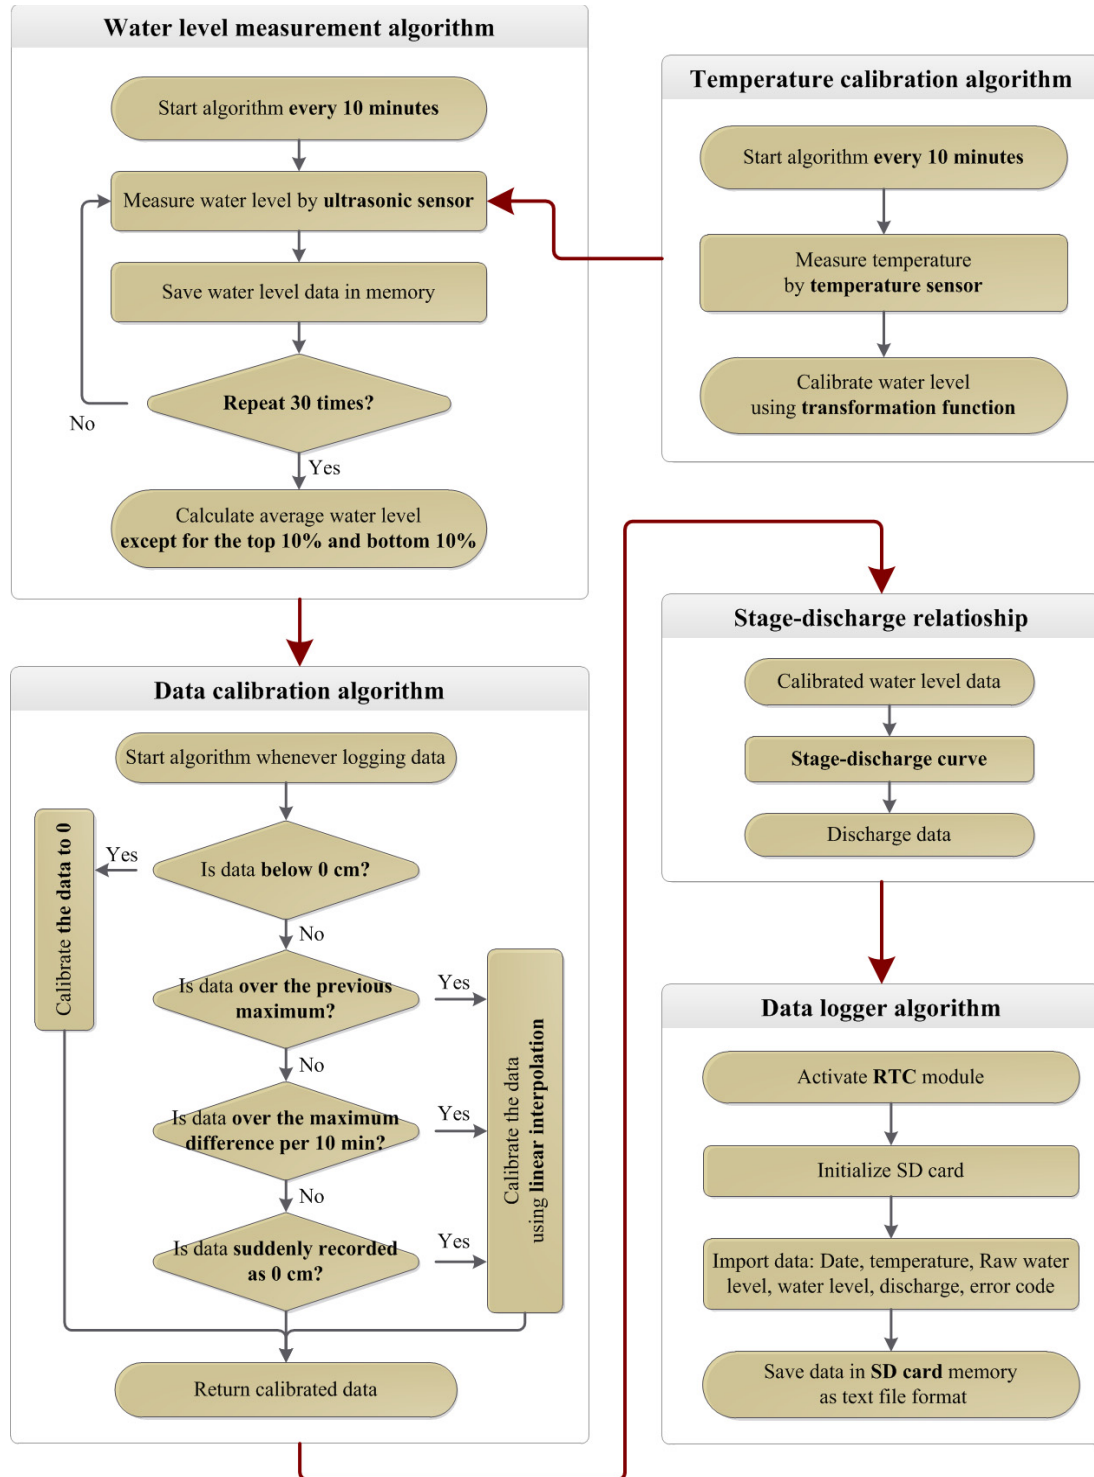 Water level measurement algorithm
Start algorithm every 10 minutes
Measure water level by ultrasonic sensor
Save water level data in memory
Repeat 30 times?
No
Yes
Calculate average water level
except for the top 10% and bottom 10%
Temperature calibration algorithm
Start algorithm every 10 minutes
Measure temperature
by temperature sensor
Calibrate water level
using transformation function
Data calibration algorithm
Start algorithm whenever logging data
Is data below 0 cm?
Yes
Calibrate the data to 0
No
Is data over the previous
maximum?
Yes
No
Is data over the maximum
difference per 10 min?
Yes
No
Is data suddenly recorded
as 0 cm?
Yes
Calibrate the data
using linear interpolation
Return calibrated data
Stage-discharge relatioship
Calibrated water level data
Stage-discharge curve
Discharge data
Data logger algorithm
Activate RTC module
Initialize SD card
Import data: Date, temperature, Raw water
level, water level, discharge, error code
Save data in SD card memory
as text file format